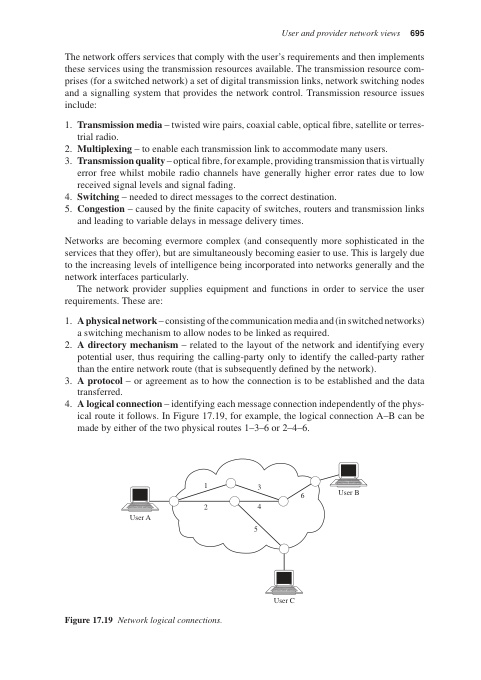 User and provider network views 695
The network offers services that comply with the user's requirements and then implements
these services using the transmission resources available. The transmission resource com-
prises (for a switched network) a set of digital transmission links, network switching nodes
and a signalling system that provides the network control. Transmission resource issues
include:
1. Transmission media – twisted wire pairs, coaxial cable, optical fibre, satellite or terres-
trial radio.
2. Multiplexing – to enable each transmission link to accommodate many users.
3. Transmission quality – optical fibre, for example, providing transmission that is virtually
error free whilst mobile radio channels have generally higher error rates due to low
received signal levels and signal fading.
4. Switching – needed to direct messages to the correct destination.
5. Congestion – caused by the finite capacity of switches, routers and transmission links
and leading to variable delays in message delivery times.
Networks are becoming evermore complex (and consequently more sophisticated in the
services that they offer), but are simultaneously becoming easier to use. This is largely due
to the increasing levels of intelligence being incorporated into networks generally and the
network interfaces particularly.
The network provider supplies equipment and functions in order to service the user
requirements. These are:
1. A physical network – consisting of the communication media and (in switched networks)
a switching mechanism to allow nodes to be linked as required.
2. A directory mechanism – related to the layout of the network and identifying every
potential user, thus requiring the calling-party only to identify the called-party rather
than the entire network route (that is subsequently defined by the network).
3. A protocol – or agreement as to how the connection is to be established and the data
transferred.
4. A logical connection – identifying each message connection independently of the phys-
ical route it follows. In Figure 17.19, for example, the logical connection A–B can be
made by either of the two physical routes 1–3–6 or 2–4–6.
1
3
6
User B
2
4
User A
5
User C
Figure 17.19 Network logical connections.